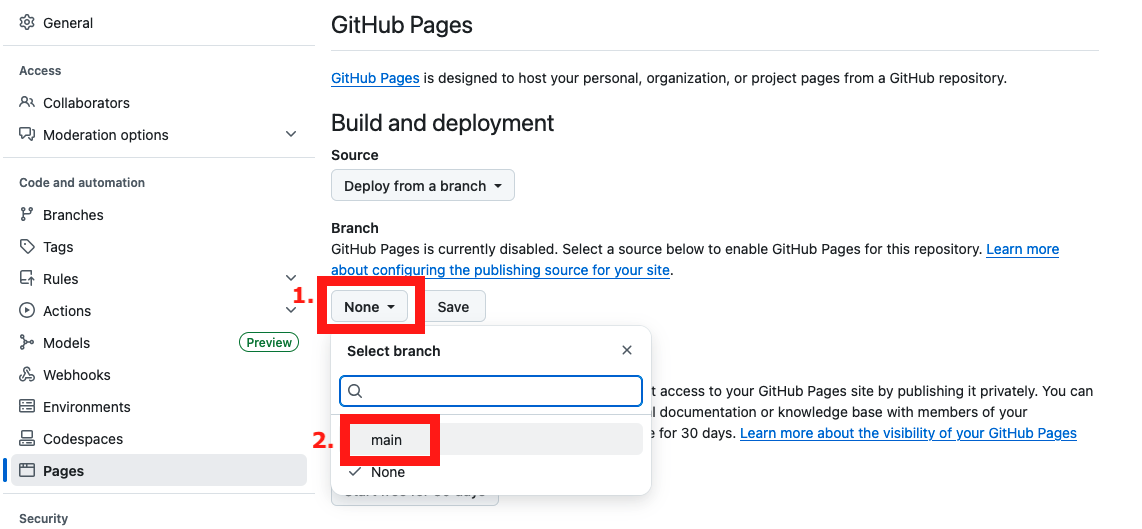 General
Access
Collaborators
Moderation options
Code and automation
Branches
Tags
Rules
Actions
Models
Preview
Webhooks
Environments
Codespaces
Pages
Security
GitHub Pages
GitHub Pages is designed to host your personal, organization, or project pages from a GitHub repository.
Build and deployment
Source
Deploy from a branch
Branch
GitHub Pages is currently disabled. Select a source below to enable GitHub Pages for this repository. Learn more
about configuring the publishing source for your site.
1.
None
Save
Select branch
2.
main
None
access to your GitHub Pages site by publishing it privately. You can
documentation or knowledge base with members of your
for 30 days. Learn more about the visibility of your GitHub Pages